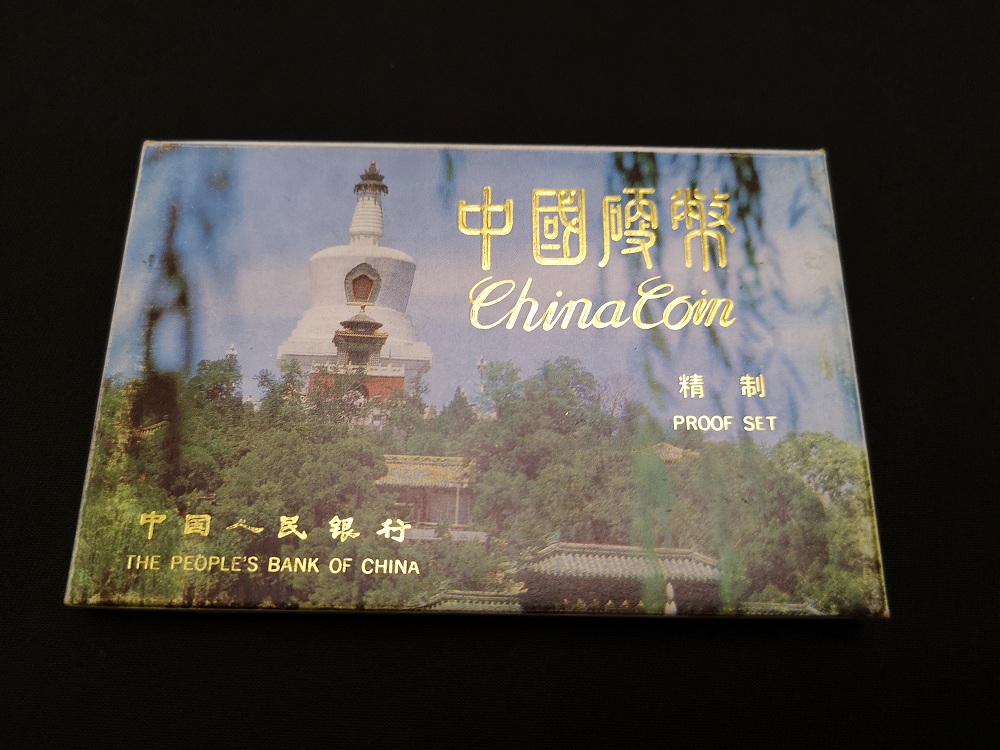 中國硬幣
China Coin
精制
PROOF SET
中国人民银行
THE PEOPLE'S BANK OF CHINA